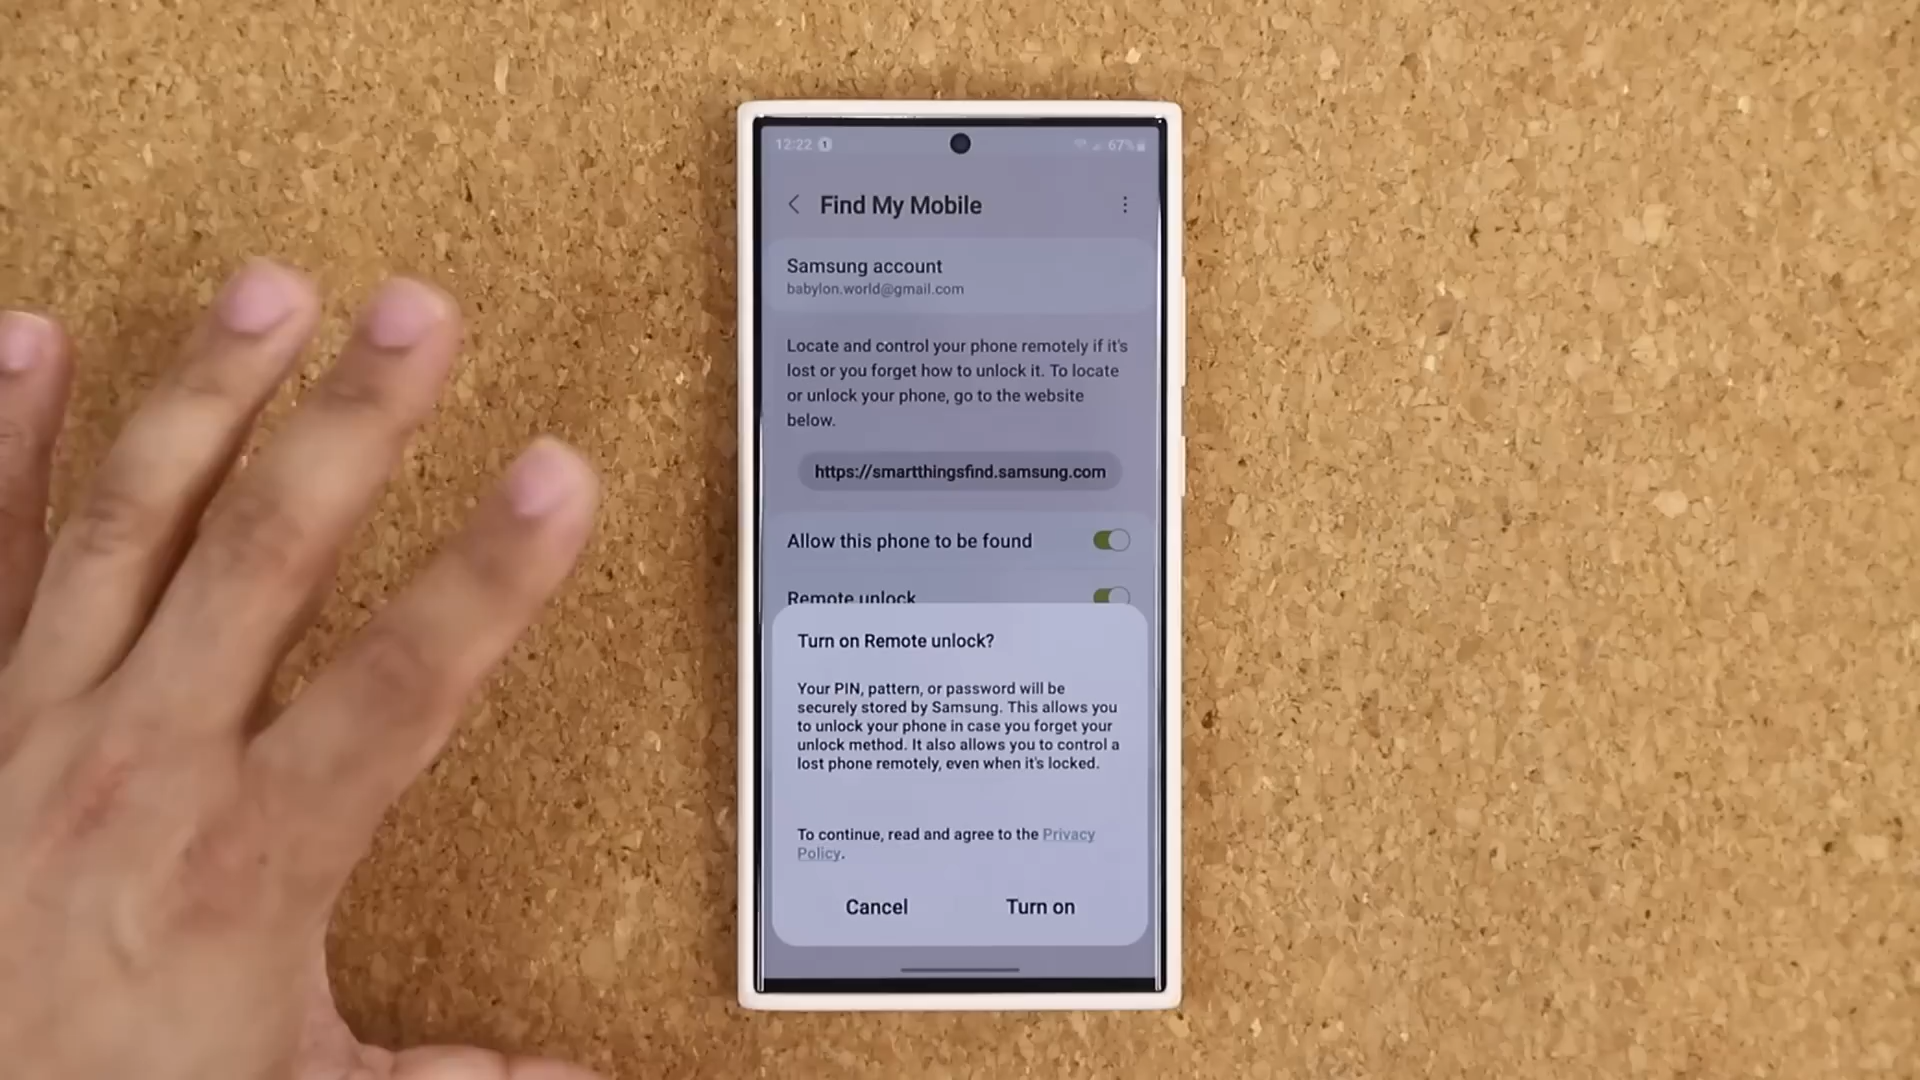 12:22 1 67%
Find My Mobile
Samsung account
babylon.world@gmail.com
Locate and control your phone remotely if it's
lost or you forget how to unlock it. To locate
or unlock your phone, go to the website
below.
https://smartthingsfind.samsung.com
Allow this phone to be found
Remote unlock
Turn on Remote unlock?
Your PIN, pattern, or password will be
securely stored by Samsung. This allows you
to unlock your phone in case you forget your
unlock method. It also allows you to control a
lost phone remotely, even when it's locked.
To continue, read and agree to the Privacy
Policy.
Cancel Turn on